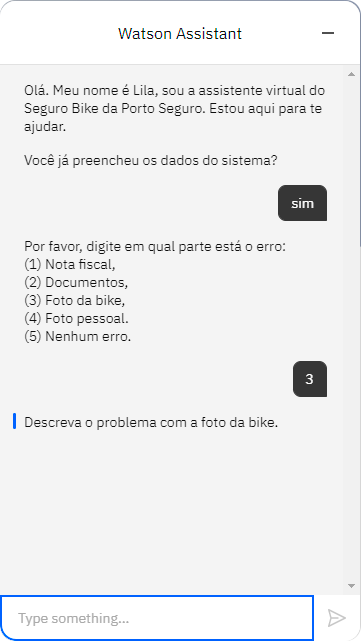 Watson Assistant
Olá. Meu nome é Lila, sou a assistente virtual do
Seguro Bike da Porto Seguro. Estou aqui para te
ajudar.
Você já preencheu os dados do sistema?
sim
Por favor, digite em qual parte está o erro:
(1) Nota fiscal,
(2) Documentos,
(3) Foto da bike,
(4) Foto pessoal.
(5) Nenhum erro.
3
Descreva o problema com a foto da bike.
Type something...